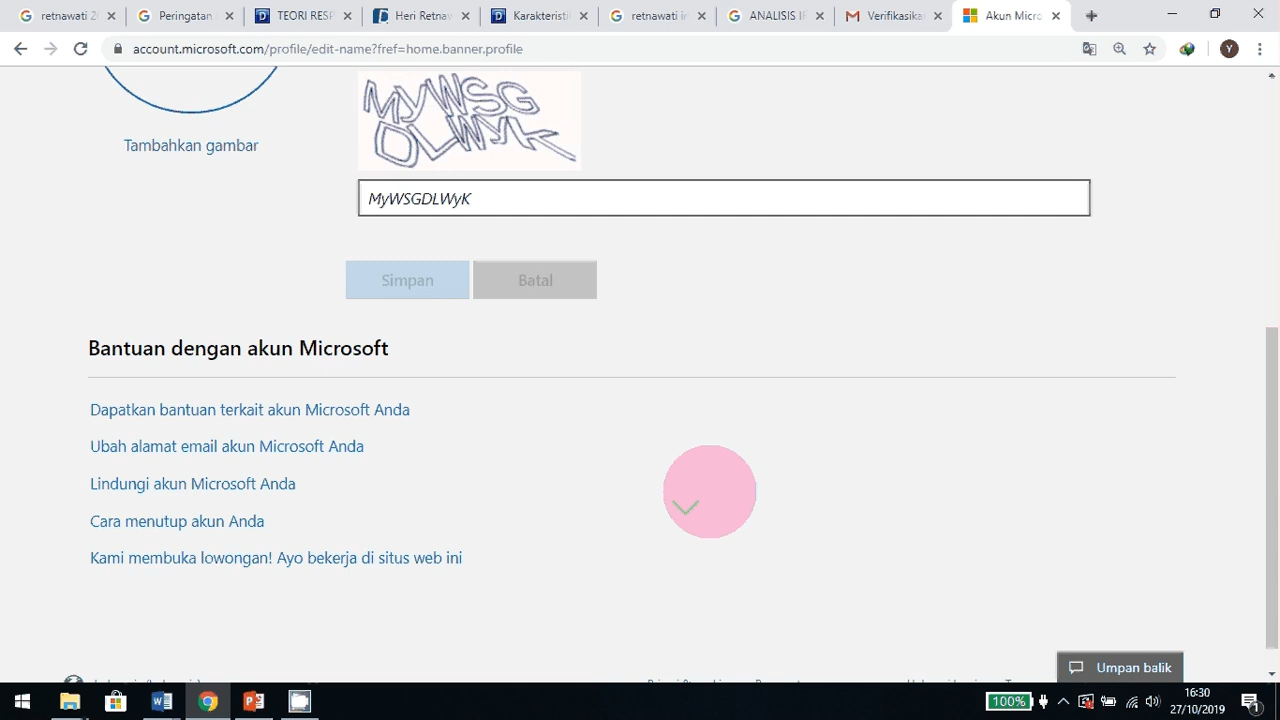 retnawati 2
Peringatan
TEORI RESP
Heri Retnaw
Karakteristi
retnawati ir
ANALISIS IF
Verifikasika
Akun Micro
account.microsoft.com/profile/edit-name?fref=home.banner.profile
Y
Tambahkan gambar
MyWSG
DLWYK
MyWSGDLWyK
Simpan
Batal
Bantuan dengan akun Microsoft
Dapatkan bantuan terkait akun Microsoft Anda
Ubah alamat email akun Microsoft Anda
Lindungi akun Microsoft Anda
Cara menutup akun Anda
Kami membuka lowongan! Ayo bekerja di situs web ini
Umpan balik
100%
16:30
27/10/2019
1